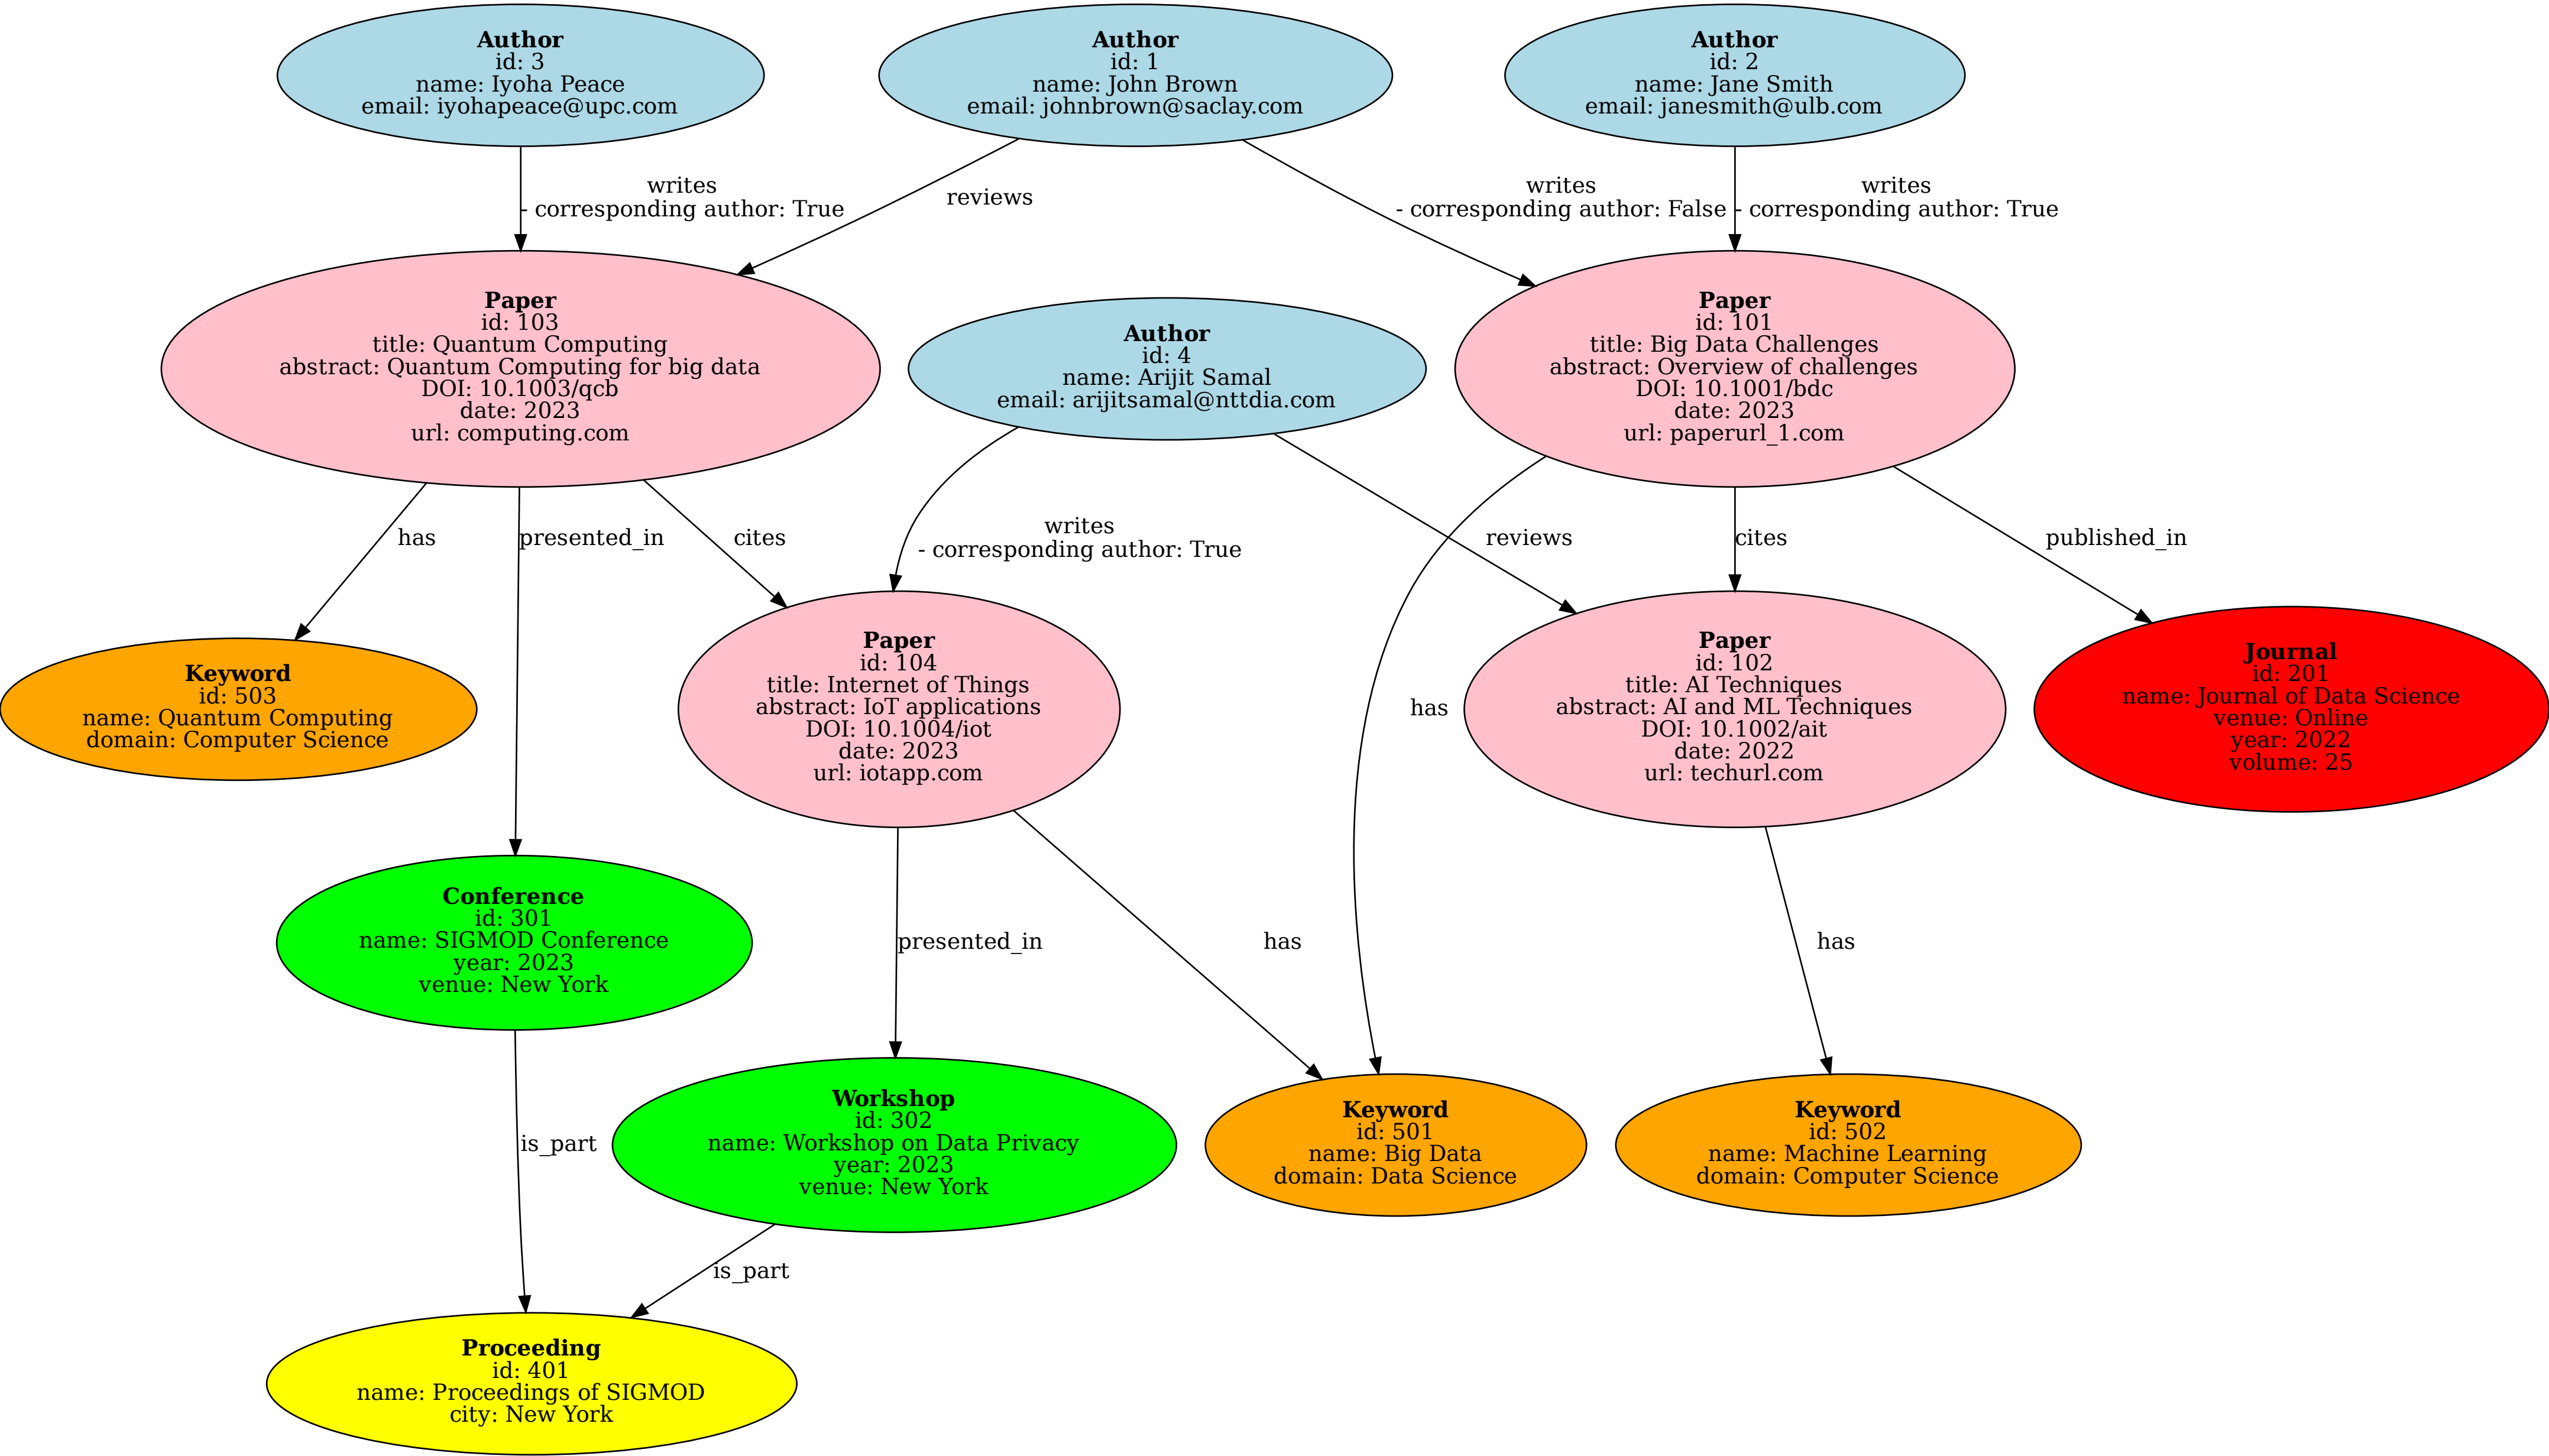 Author
id: 3
name: Iyoha Peace
email: iyohapeace@upc.com
Author
id: 1
name: John Brown
email: johnbrown@saclay.com
Author
id: 2
name: Jane Smith
email: janesmith@ulb.com
writes
- corresponding author: True
reviews
writes
- corresponding author: False
writes
- corresponding author: True
Paper
id: 103
title: Quantum Computing
abstract: Quantum Computing for big data
DOI: 10.1003/qcb
date: 2023
url: computing.com
Author
id: 4
name: Arijit Samal
email: arijitsamal@nttdia.com
Paper
id: 101
title: Big Data Challenges
abstract: Overview of challenges
DOI: 10.1001/bdc
date: 2023
url: paperurl_1.com
has
presented_in
cites
writes
- corresponding author: True
reviews
cites
published_in
Keyword
id: 503
name: Quantum Computing
domain: Computer Science
Paper
id: 104
title: Internet of Things
abstract: IoT applications
DOI: 10.1004/iot
date: 2023
url: iotapp.com
has
Paper
id: 102
title: AI Techniques
abstract: AI and ML Techniques
DOI: 10.1002/ait
date: 2022
url: techurl.com
Journal
id: 201
name: Journal of Data Science
venue: Online
year: 2022
volume: 25
Conference
id: 301
name: SIGMOD Conference
year: 2023
venue: New York
presented_in
has
has
is_part
Workshop
id: 302
name: Workshop on Data Privacy
year: 2023
venue: New York
Keyword
id: 501
name: Big Data
domain: Data Science
Keyword
id: 502
name: Machine Learning
domain: Computer Science
is_part
Proceeding
id: 401
name: Proceedings of SIGMOD
city: New York